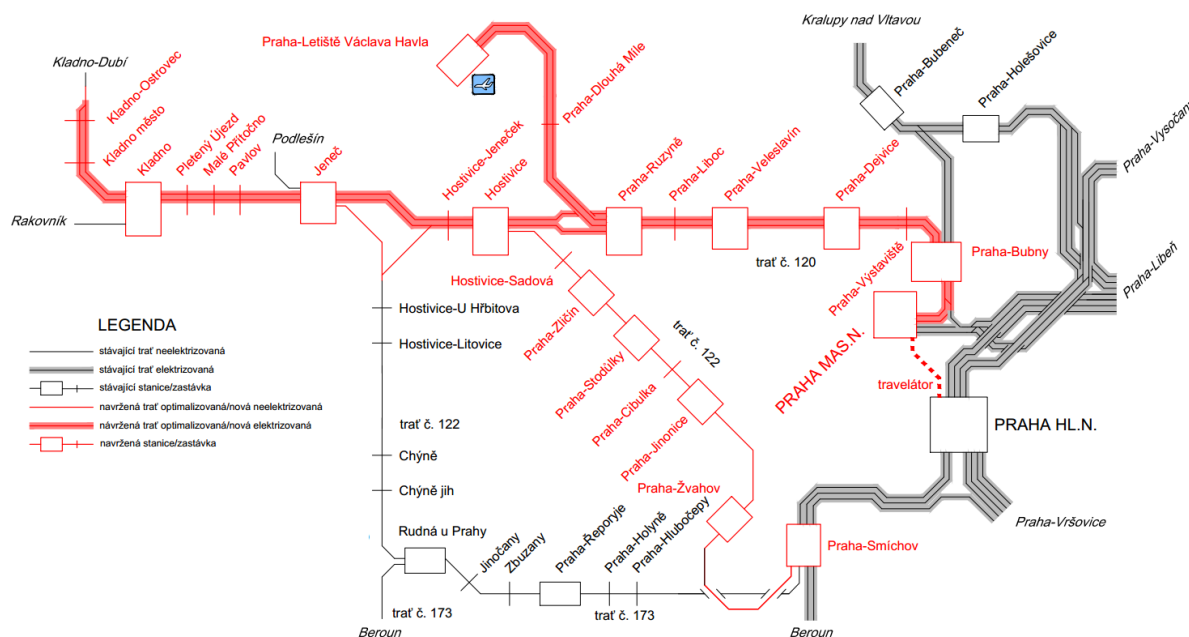 Kralupy nad Vltavou
Praha-Letiště Václava Havla
Kladno-Dubí
Praha-Bubeneč
Praha-Holešovice
Kladno-Ostrovec
Praha-Dlouhá Míle
Praha-Vysočany
Kladno město
Kladno
Pletený Újezd
Malé Přítočno
Pavlov
Podlešín
Jeneč
Hostivice-Jeneček
Hostivice
Praha-Ruzyně
Praha-Liboc
Praha-Veleslavín
Praha-Dejvice
Rakovník
Praha-Výstaviště
Praha-Bubny
Praha-Libeň
trať č. 120
Hostivice-Sadová
Praha-Zličín
Hostivice-U Hřbitova
LEGENDA
stávající trať neelektrizovaná
stávající trať elektrizovaná
stávající stanice/zastávka
navržená trať optimalizovaná/nová neelektrizovaná
návržená trať optimalizovaná/nová elektrizovaná
navržená stanice/zastávka
Hostivice-Litovice
Praha-Stodůlky
trať č. 122
PRAHA MAS.N.
travelátor
Praha-Cibulka
Praha-Jinonice
PRAHA HL.N.
trať č. 122
Chýně
Chýně jih
Praha-Žvahov
Praha-Vršovice
Rudná u Prahy
Jinočany
Zbuzany
Praha-Řeporyje
Praha-Holyně
Praha-Hlubočepy
Praha-Smíchov
trať č. 173
trať č. 173
Beroun
Beroun